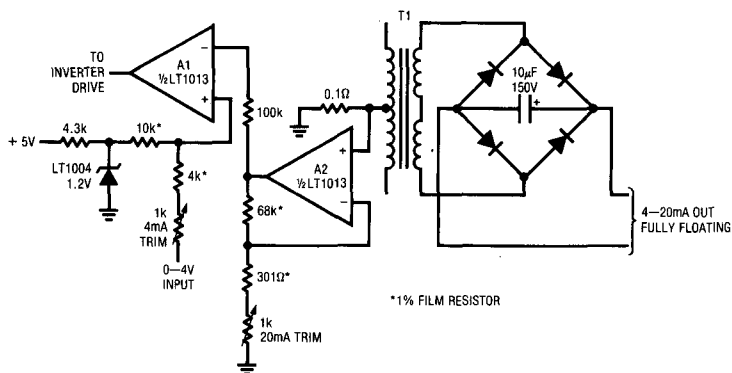 T1
TO
INVERTER
DRIVE
A1
½LT1013
−
+
10µF
150V
+
0.1Ω
100k
+ 5V
4.3k
10k*
A2
½LT1013
+
−
LT1004
1.2V
4k*
68k*
1k
4mA
TRIM
4—20mA OUT
FULLY FLOATING
0—4V
INPUT
301Ω*
*1% FILM RESISTOR
1k
20mA TRIM